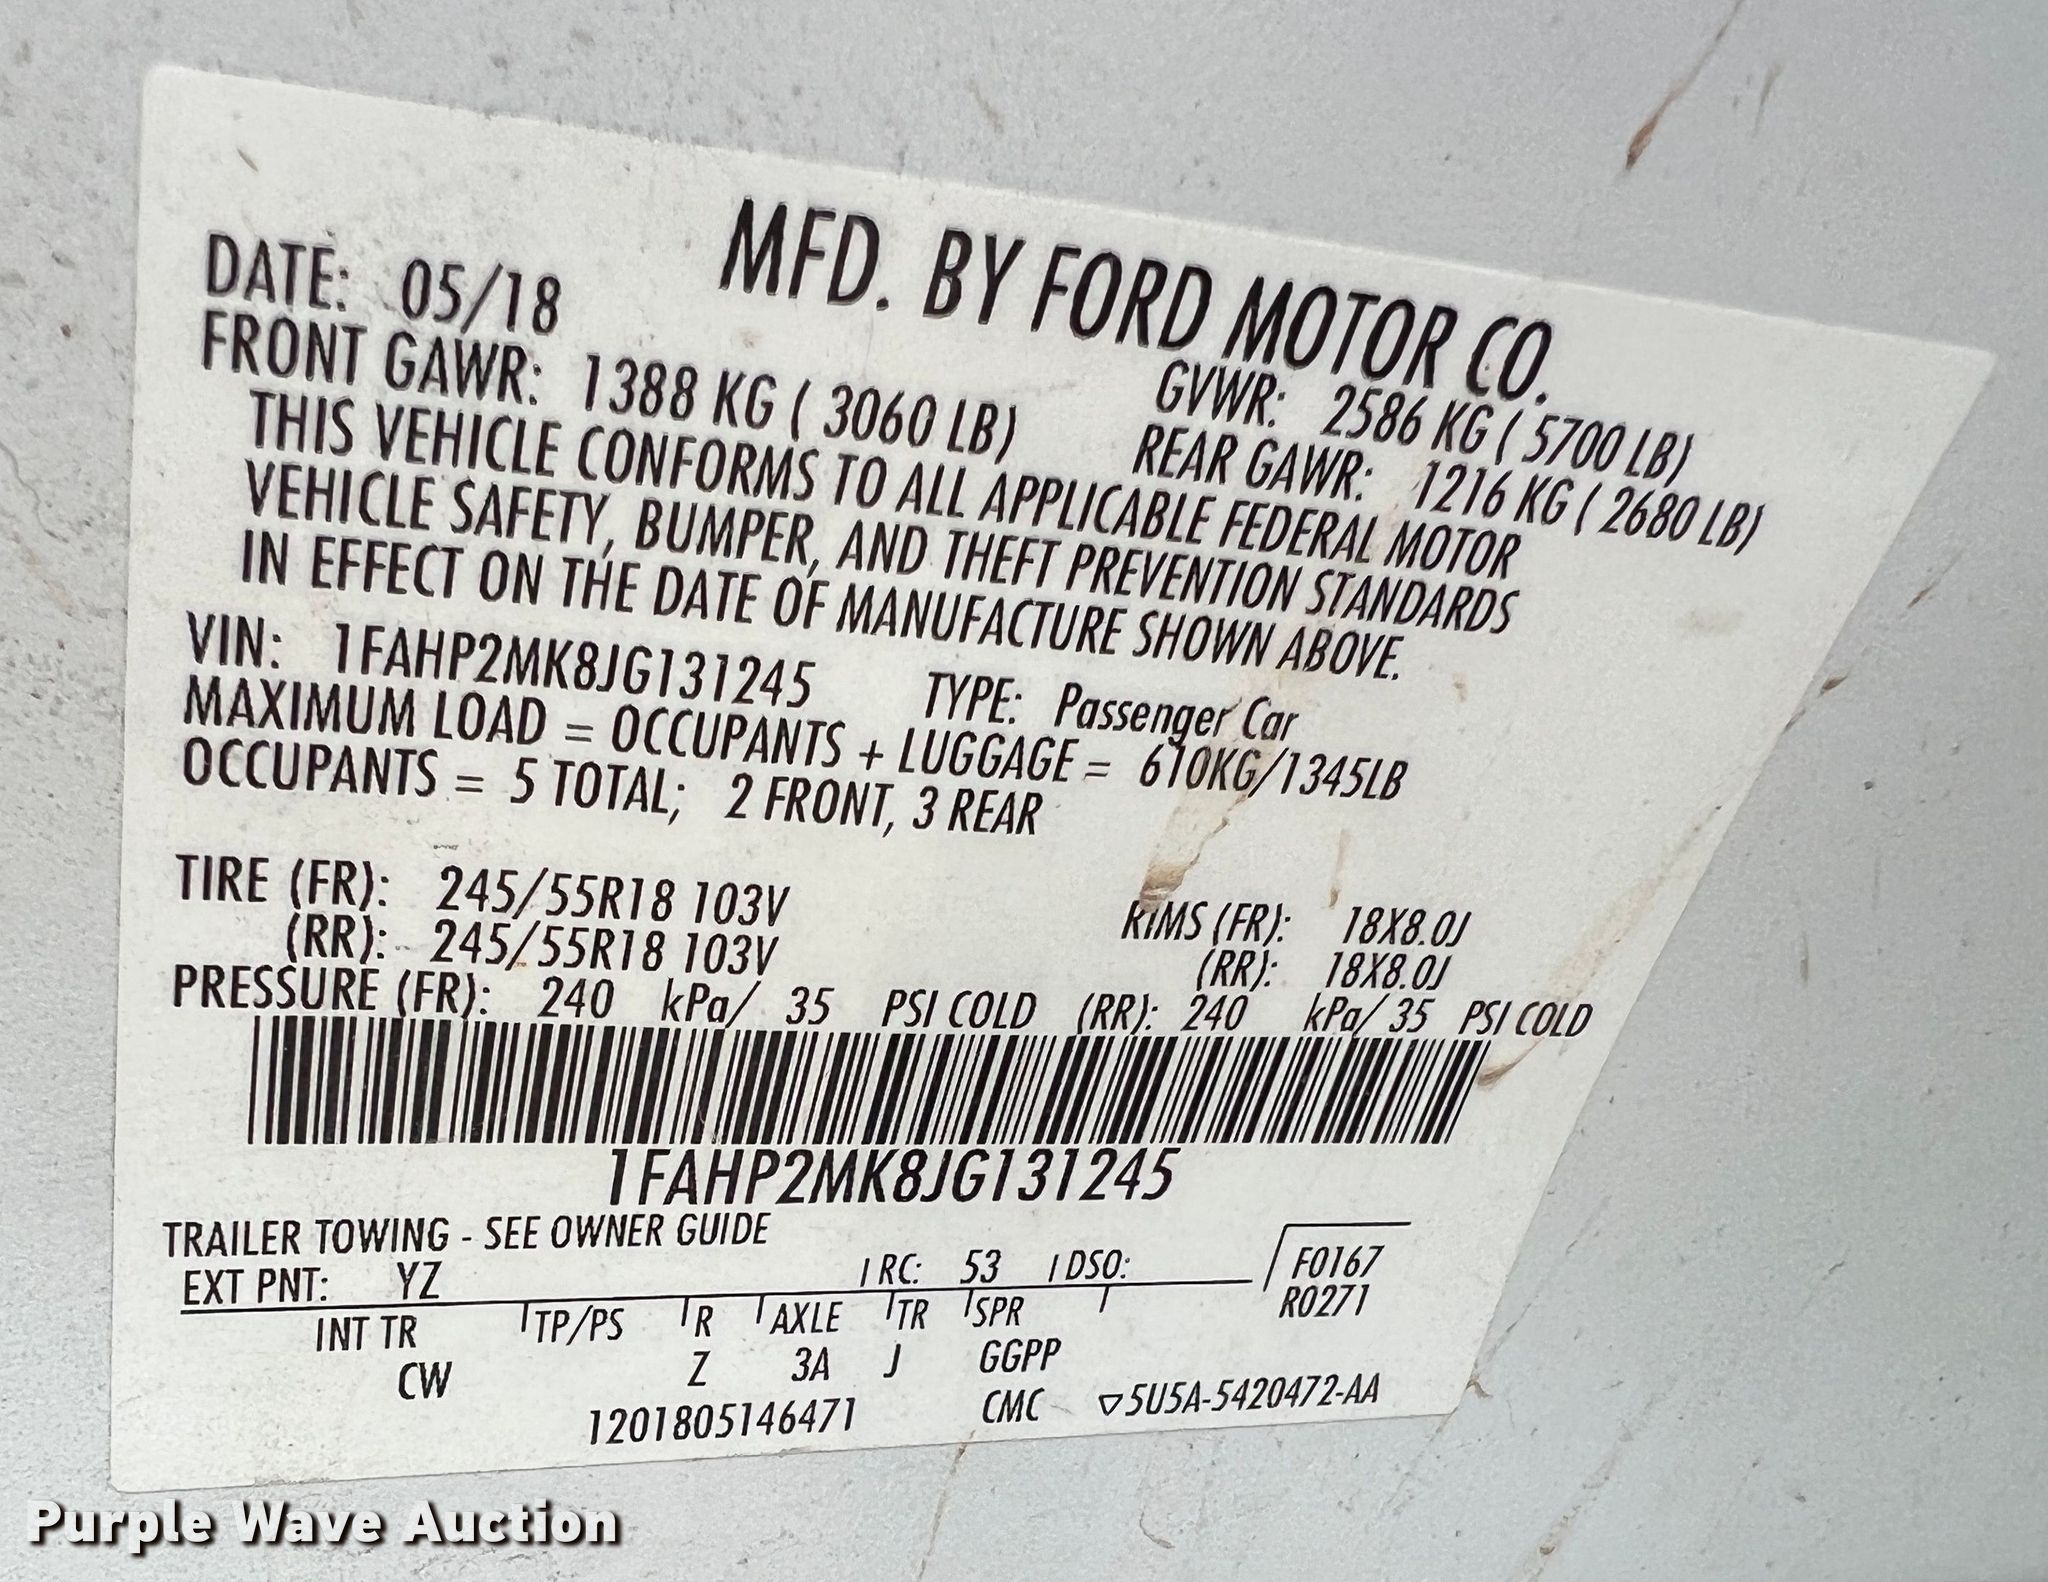 MFD. BY FORD MOTOR CO.
DATE: 05/18
GVWR: 2586 KG ( 5700 LB)
FRONT GAWR: 1388 KG ( 3060 LB)
REAR GAWR: 1216 KG ( 2680 LB)
THIS VEHICLE CONFORMS TO ALL APPLICABLE FEDERAL MOTOR
VEHICLE SAFETY, BUMPER, AND THEFT PREVENTION STANDARDS
IN EFFECT ON THE DATE OF MANUFACTURE SHOWN ABOVE.
VIN: 1FAHP2MK8JG131245 TYPE: Passenger Car
MAXIMUM LOAD = OCCUPANTS + LUGGAGE = 610KG/1345LB
OCCUPANTS = 5 TOTAL; 2 FRONT, 3 REAR
TIRE (FR): 245/55R18 103V RIMS (FR): 18X8.0J
(RR): 245/55R18 103V (RR): 18X8.0J
PRESSURE (FR): 240 kPa/ 35 PSI COLD (RR): 240 kPa/ 35 PSI COLD
1FAHP2MK8JG131245
TRAILER TOWING - SEE OWNER GUIDE
EXT PNT: YZ RC: 53 DSO: F0167
R0271
INT TR TP/PS R AXLE TR SPR
CW Z 3A J GGPP
1201805146471 CMC ▽5U5A-5420472-AA
Purple Wave Auction